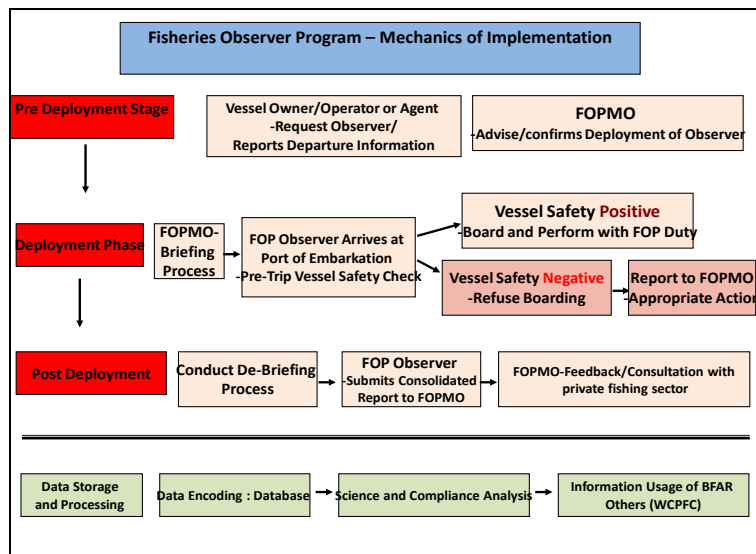 Fisheries Observer Program – Mechanics of Implementation
Pre Deployment Stage
Vessel Owner/Operator or Agent
-Request Observer/
Reports Departure Information
FOPMO
-Advise/confirms Deployment of Observer
Deployment Phase
FOPMO-
Briefing
Process
FOP Observer Arrives at
Port of Embarkation
-Pre-Trip Vessel Safety Check
Vessel Safety Positive
-Board and Perform with FOP Duty
Vessel Safety Negative
-Refuse Boarding
Report to FOPMO
-Appropriate Action
Post Deployment
Conduct De-Briefing
Process
FOP Observer
-Submits Consolidated
Report to FOPMO
FOPMO-Feedback/Consultation with
private fishing sector
Data Storage
and Processing
Data Encoding : Database
Science and Compliance Analysis
Information Usage of BFAR
Others (WCPFC)